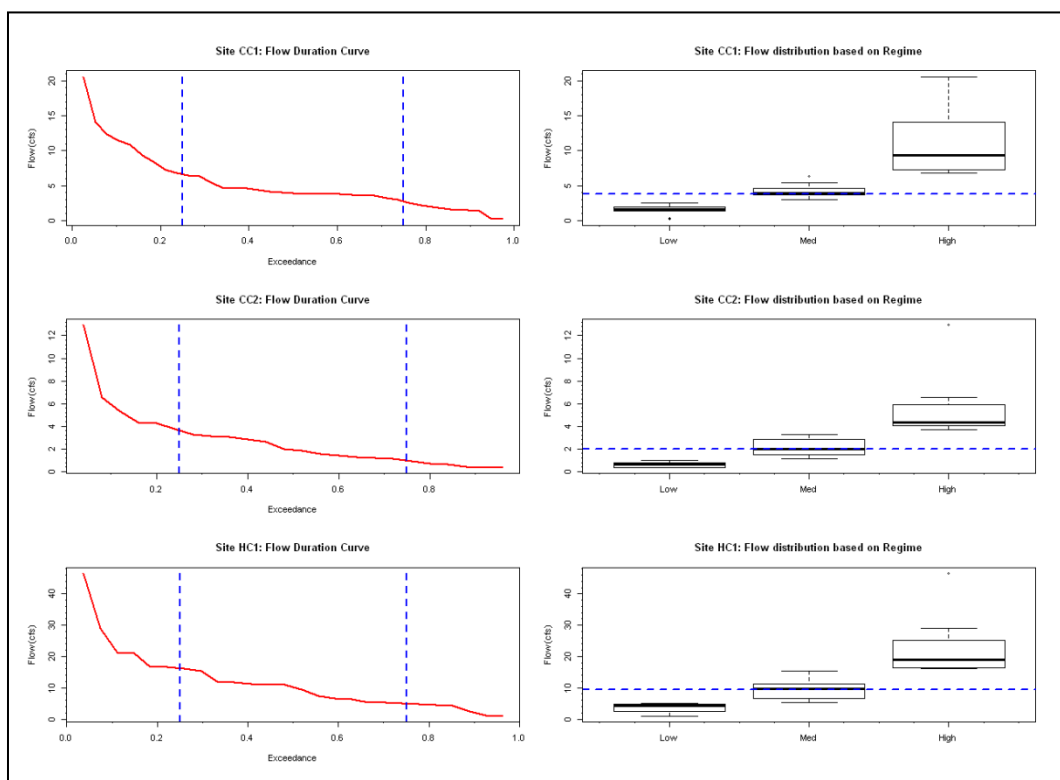 Site CC1: Flow Duration Curve
Flow (cfs)
20
15
10
5
0
0.0 0.2 0.4 0.6 0.8 1.0
Exceedance
Site CC1: Flow distribution based on Regime
Flow (cfs)
20
15
10
5
0
Low Med High
Site CC2: Flow Duration Curve
Flow (cfs)
12
10
8
6
4
2
0
0.2 0.4 0.6 0.8
Exceedance
Site CC2: Flow distribution based on Regime
Flow (cfs)
12
10
8
6
4
2
0
Low Med High
Site HC1: Flow Duration Curve
Flow (cfs)
40
30
20
10
0
0.0 0.2 0.4 0.6 0.8 1.0
Exceedance
Site HC1: Flow distribution based on Regime
Flow (cfs)
40
30
20
10
0
Low Med High